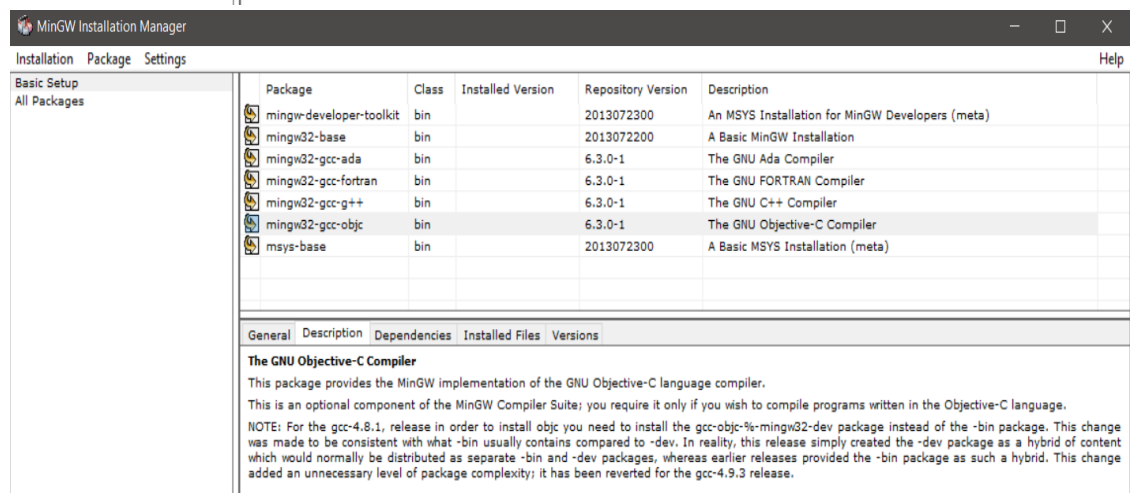 MinGW Installation Manager
Installation Package Settings Help
Basic Setup
All Packages
Package Class Installed Version Repository Version Description
mingw-developer-toolkit bin 2013072300 An MSYS Installation for MinGW Developers (meta)
mingw32-base bin 2013072200 A Basic MinGW Installation
mingw32-gcc-ada bin 6.3.0-1 The GNU Ada Compiler
mingw32-gcc-fortran bin 6.3.0-1 The GNU FORTRAN Compiler
mingw32-gcc-g++ bin 6.3.0-1 The GNU C++ Compiler
mingw32-gcc-objc bin 6.3.0-1 The GNU Objective-C Compiler
msys-base bin 2013072300 A Basic MSYS Installation (meta)
General Description Dependencies Installed Files Versions
The GNU Objective-C Compiler
This package provides the MinGW implementation of the GNU Objective-C language compiler.
This is an optional component of the MinGW Compiler Suite; you require it only if you wish to compile programs written in the Objective-C language.
NOTE: For the gcc-4.8.1, release in order to install objc you need to install the gcc-objc-%-mingw32-dev package instead of the -bin package. This change
was made to be consistent with what -bin usually contains compared to -dev. In reality, this release simply created the -dev package as a hybrid of content
which would normally be distributed as separate -bin and -dev packages, whereas earlier releases provided the -bin package as such a hybrid. This change
added an unnecessary level of package complexity; it has been reverted for the gcc-4.9.3 release.